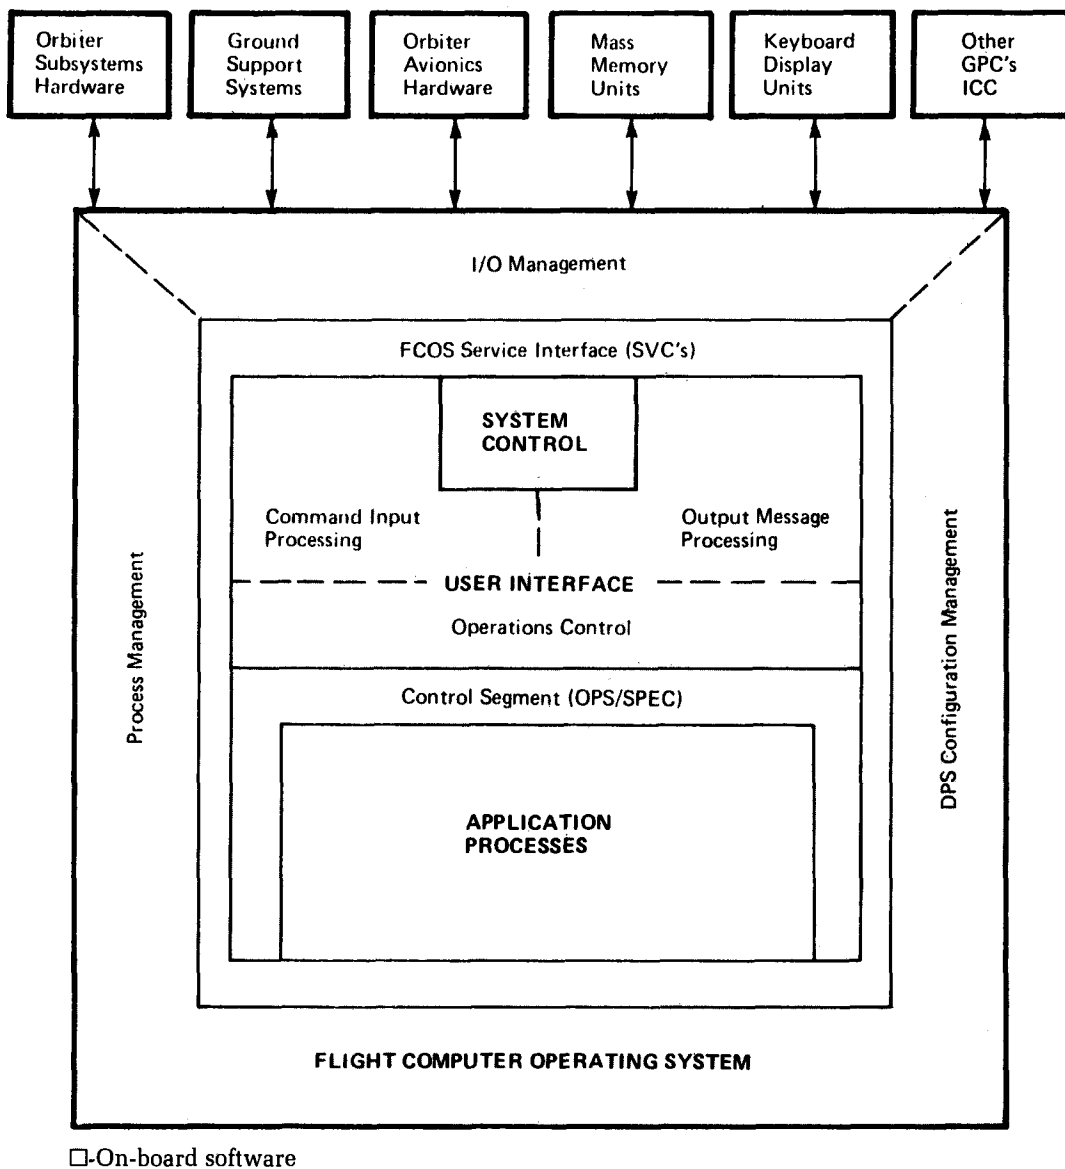 Orbiter
Subsystems
Hardware
Ground
Support
Systems
Orbiter
Avionics
Hardware
Mass
Memory
Units
Keyboard
Display
Units
Other
GPC's
ICC
I/O Management
FCOS Service Interface (SVC's)
SYSTEM
CONTROL
Command Input
Processing
Output Message
Processing
USER INTERFACE
Operations Control
Control Segment (OPS/SPEC)
APPLICATION
PROCESSES
Process Management
DPS Configuration Management
FLIGHT COMPUTER OPERATING SYSTEM
□-On-board software